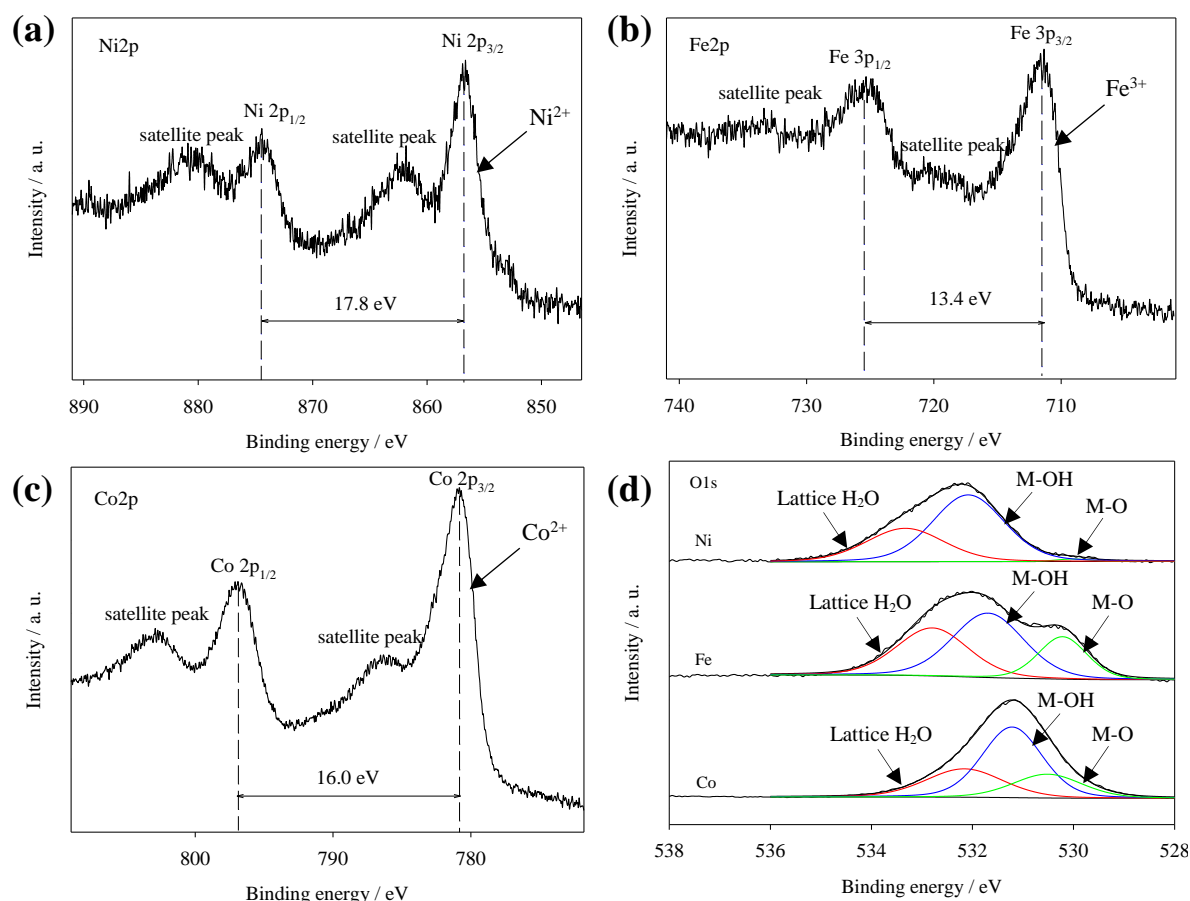 (a)
Ni2p
Ni 2p3/2
Ni 2p1/2
satellite peak
satellite peak
Ni2+
17.8 eV
Intensity / a. u.
890 880 870 860 850
Binding energy / eV
(b)
Fe2p
Fe 3p3/2
Fe 3p1/2
satellite peak
satellite peak
Fe3+
13.4 eV
Intensity / a. u.
740 730 720 710
Binding energy / eV
(c)
Co2p
Co 2p3/2
Co 2p1/2
satellite peak
satellite peak
Co2+
16.0 eV
Intensity / a. u.
800 790 780
Binding energy / eV
(d)
O1s
Lattice H2O
M-OH
M-O
Ni
Lattice H2O
M-OH
M-O
Fe
Lattice H2O
M-OH
M-O
Co
Intensity / a. u.
538 536 534 532 530 528
Binding energy / eV